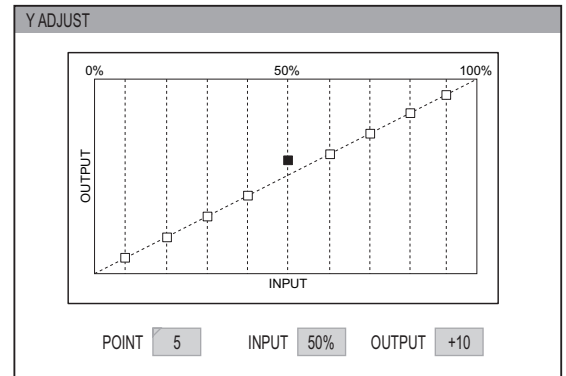 Y ADJUST
0% 50% 100%
OUTPUT
INPUT
POINT 5 INPUT 50% OUTPUT +10